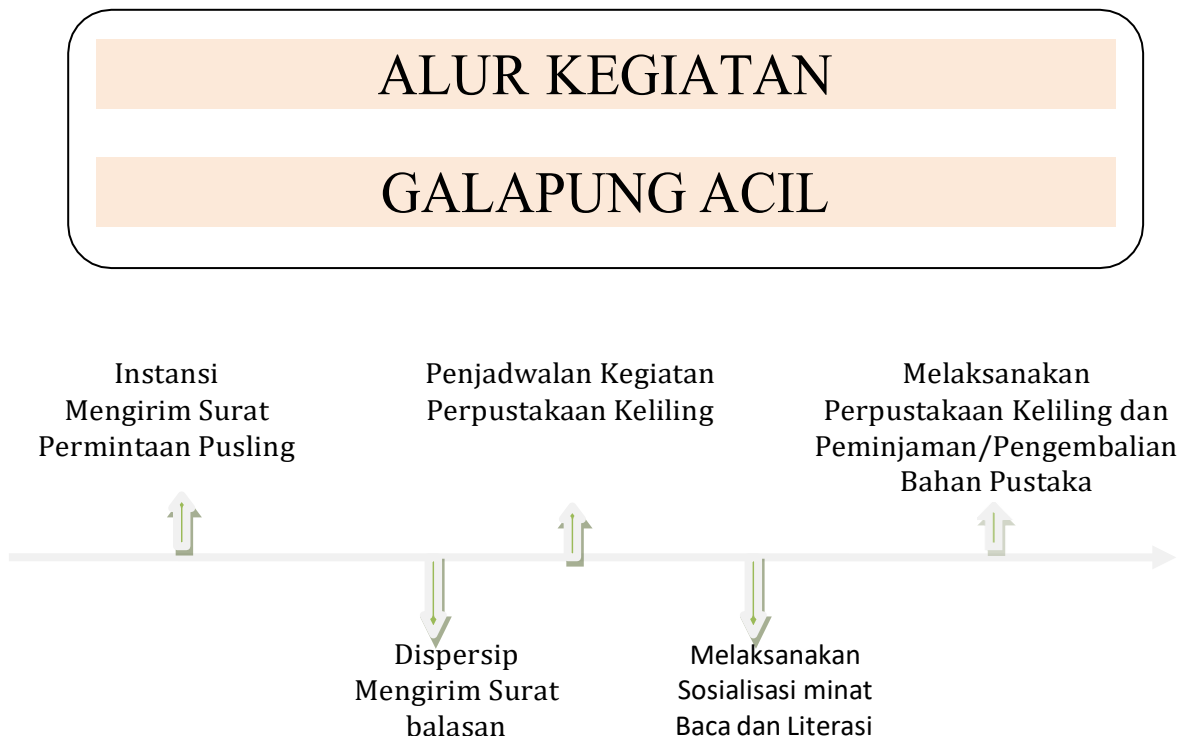 ALUR KEGIATAN
GALAPUNG ACIL
Instansi
Mengirim Surat
Permintaan Pusling
Penjadwalan Kegiatan
Perpustakaan Keliling
Melaksanakan
Perpustakaan Keliling dan
Peminjaman/Pengembalian
Bahan Pustaka
Dispersip
Mengirim Surat
balasan
Melaksanakan
Sosialisasi minat
Baca dan Literasi